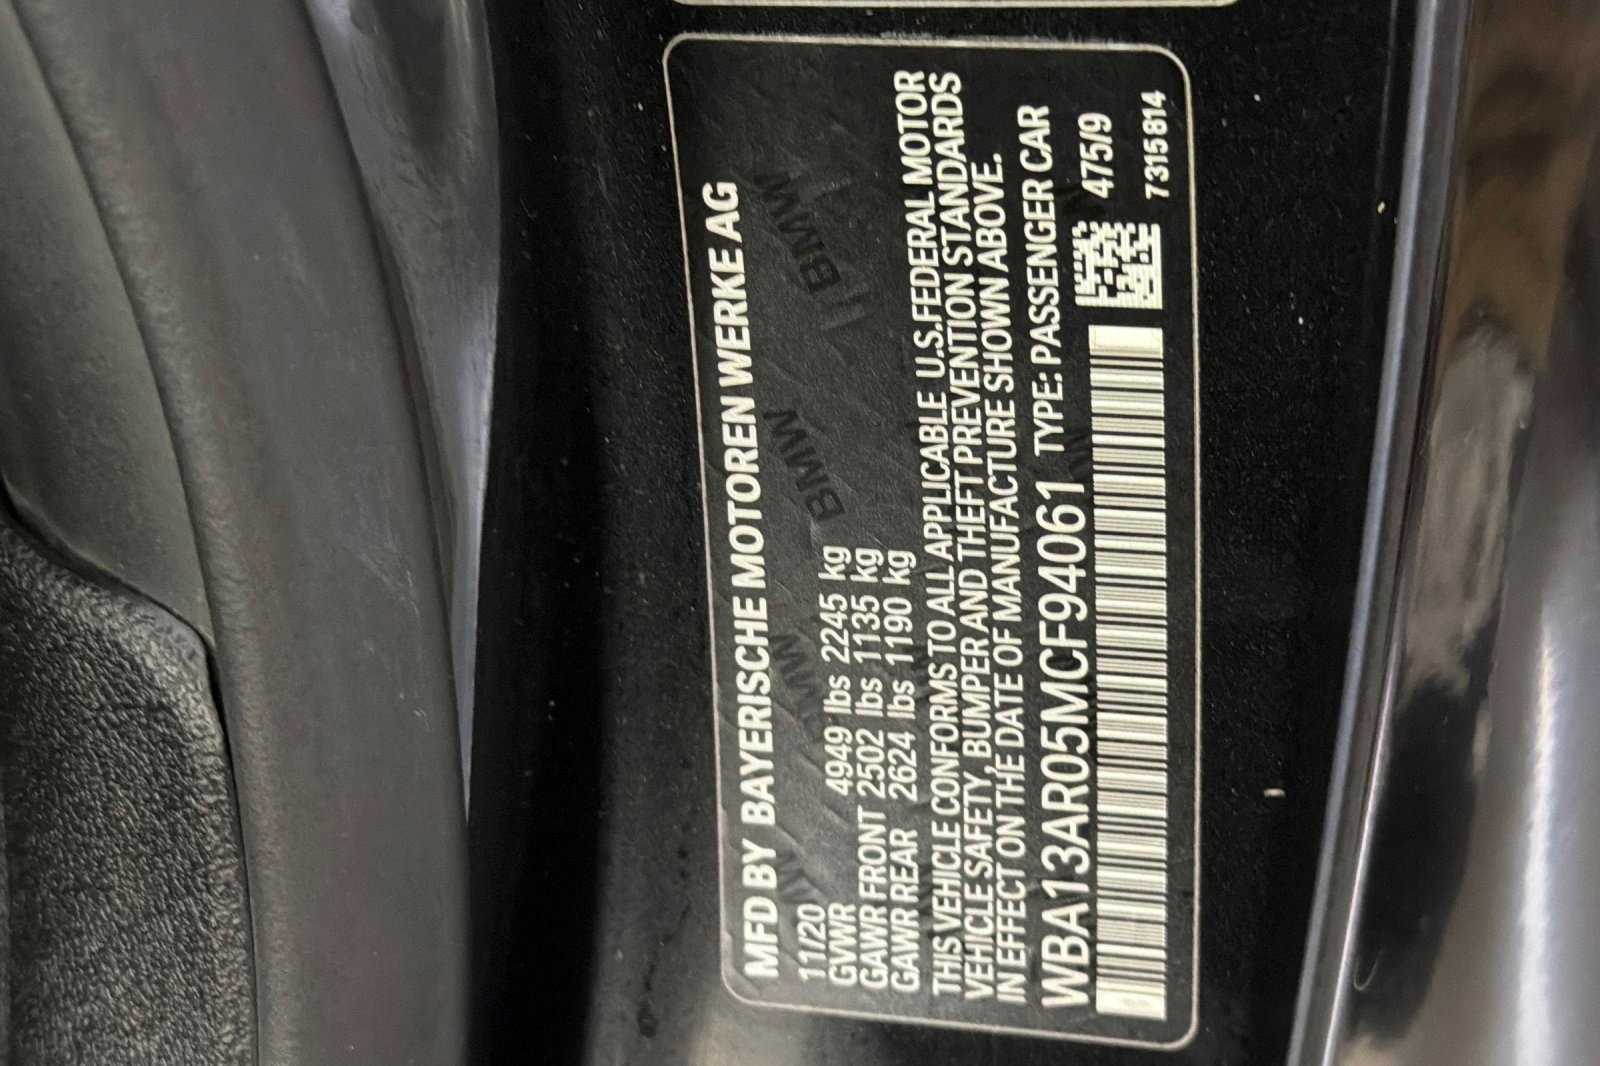 MFD BY BAYERISCHE MOTOREN WERKE AG
11/20
GVWR 4949 lbs 2245 kg
GAWR FRONT 2502 lbs 1135 kg
GAWR REAR 2624 lbs 1190 kg
THIS VEHICLE CONFORMS TO ALL APPLICABLE U.S.FEDERAL MOTOR
VEHICLE SAFETY, BUMPER AND THEFT PREVENTION STANDARDS
IN EFFECT ON THE DATE OF MANUFACTURE SHOWN ABOVE.
WBA13AR05MCF94061 TYPE: PASSENGER CAR
475/9
7315814
BMW
BMW
BMW